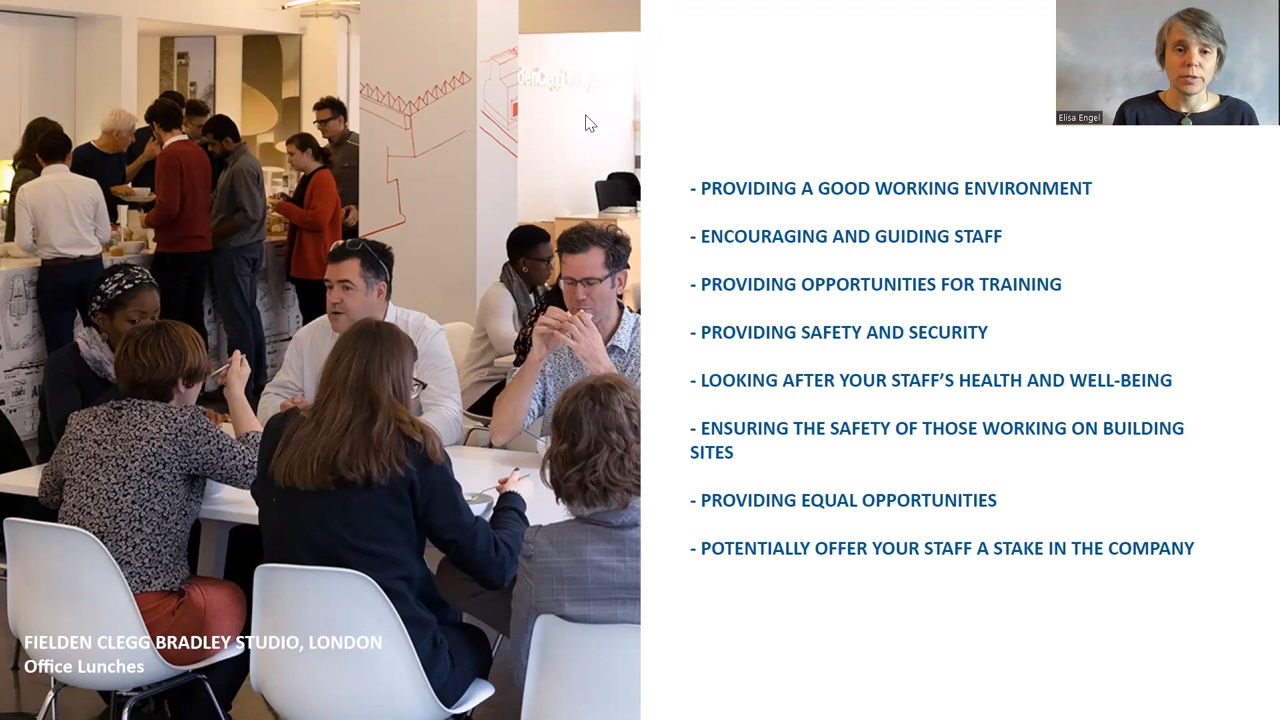 Elisa Engel
- PROVIDING A GOOD WORKING ENVIRONMENT
- ENCOURAGING AND GUIDING STAFF
- PROVIDING OPPORTUNITIES FOR TRAINING
- PROVIDING SAFETY AND SECURITY
- LOOKING AFTER YOUR STAFF’S HEALTH AND WELL-BEING
- ENSURING THE SAFETY OF THOSE WORKING ON BUILDING
SITES
- PROVIDING EQUAL OPPORTUNITIES
- POTENTIALLY OFFER YOUR STAFF A STAKE IN THE COMPANY
FIELDEN CLEGG BRADLEY STUDIO, LONDON
Office Lunches